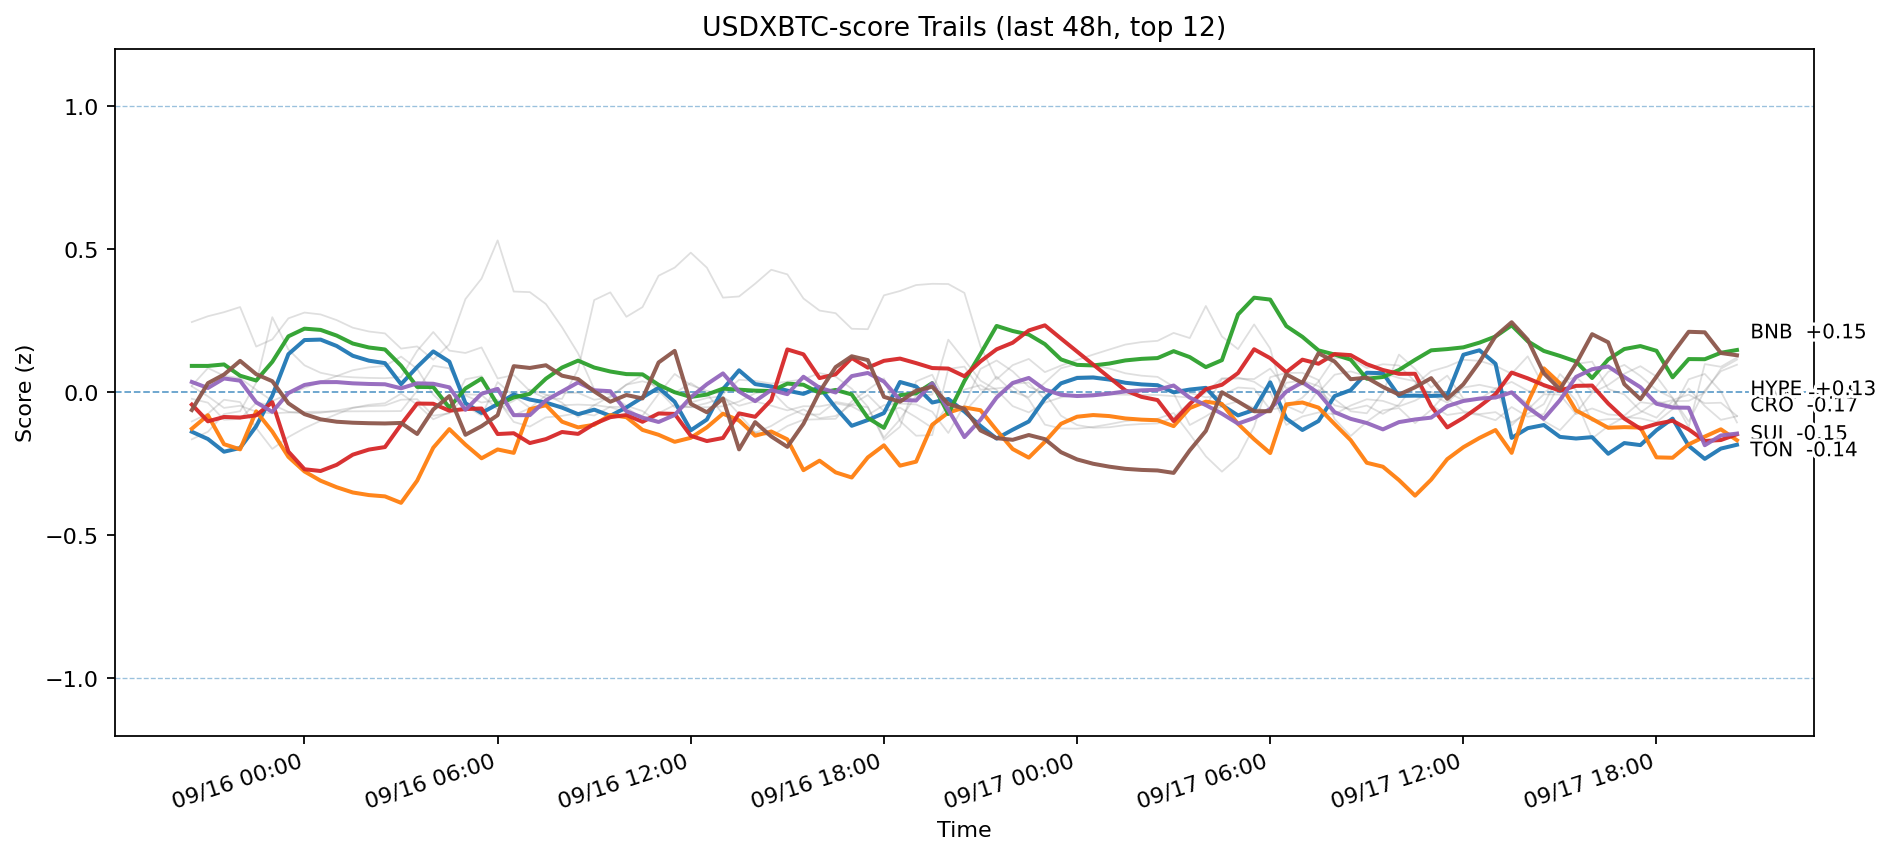 USDXBTC-score Trails (last 48h, top 12)
Score (z)
1.0
0.5
0.0
−0.5
−1.0
BNB +0.15
HYPE +0.13
CRO -0.17
SUI -0.15
TON -0.14
09/16 00:00
09/16 06:00
09/16 12:00
09/16 18:00
09/17 00:00
09/17 06:00
09/17 12:00
09/17 18:00
Time